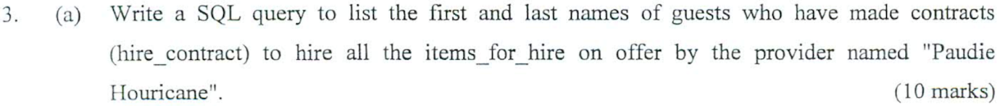 3. (a) Write a SQL query to list the first and last names of guests who have made contracts
(hire_contract) to hire all the items_for_hire on offer by the provider named "Paudie
Houricane". (10 marks)